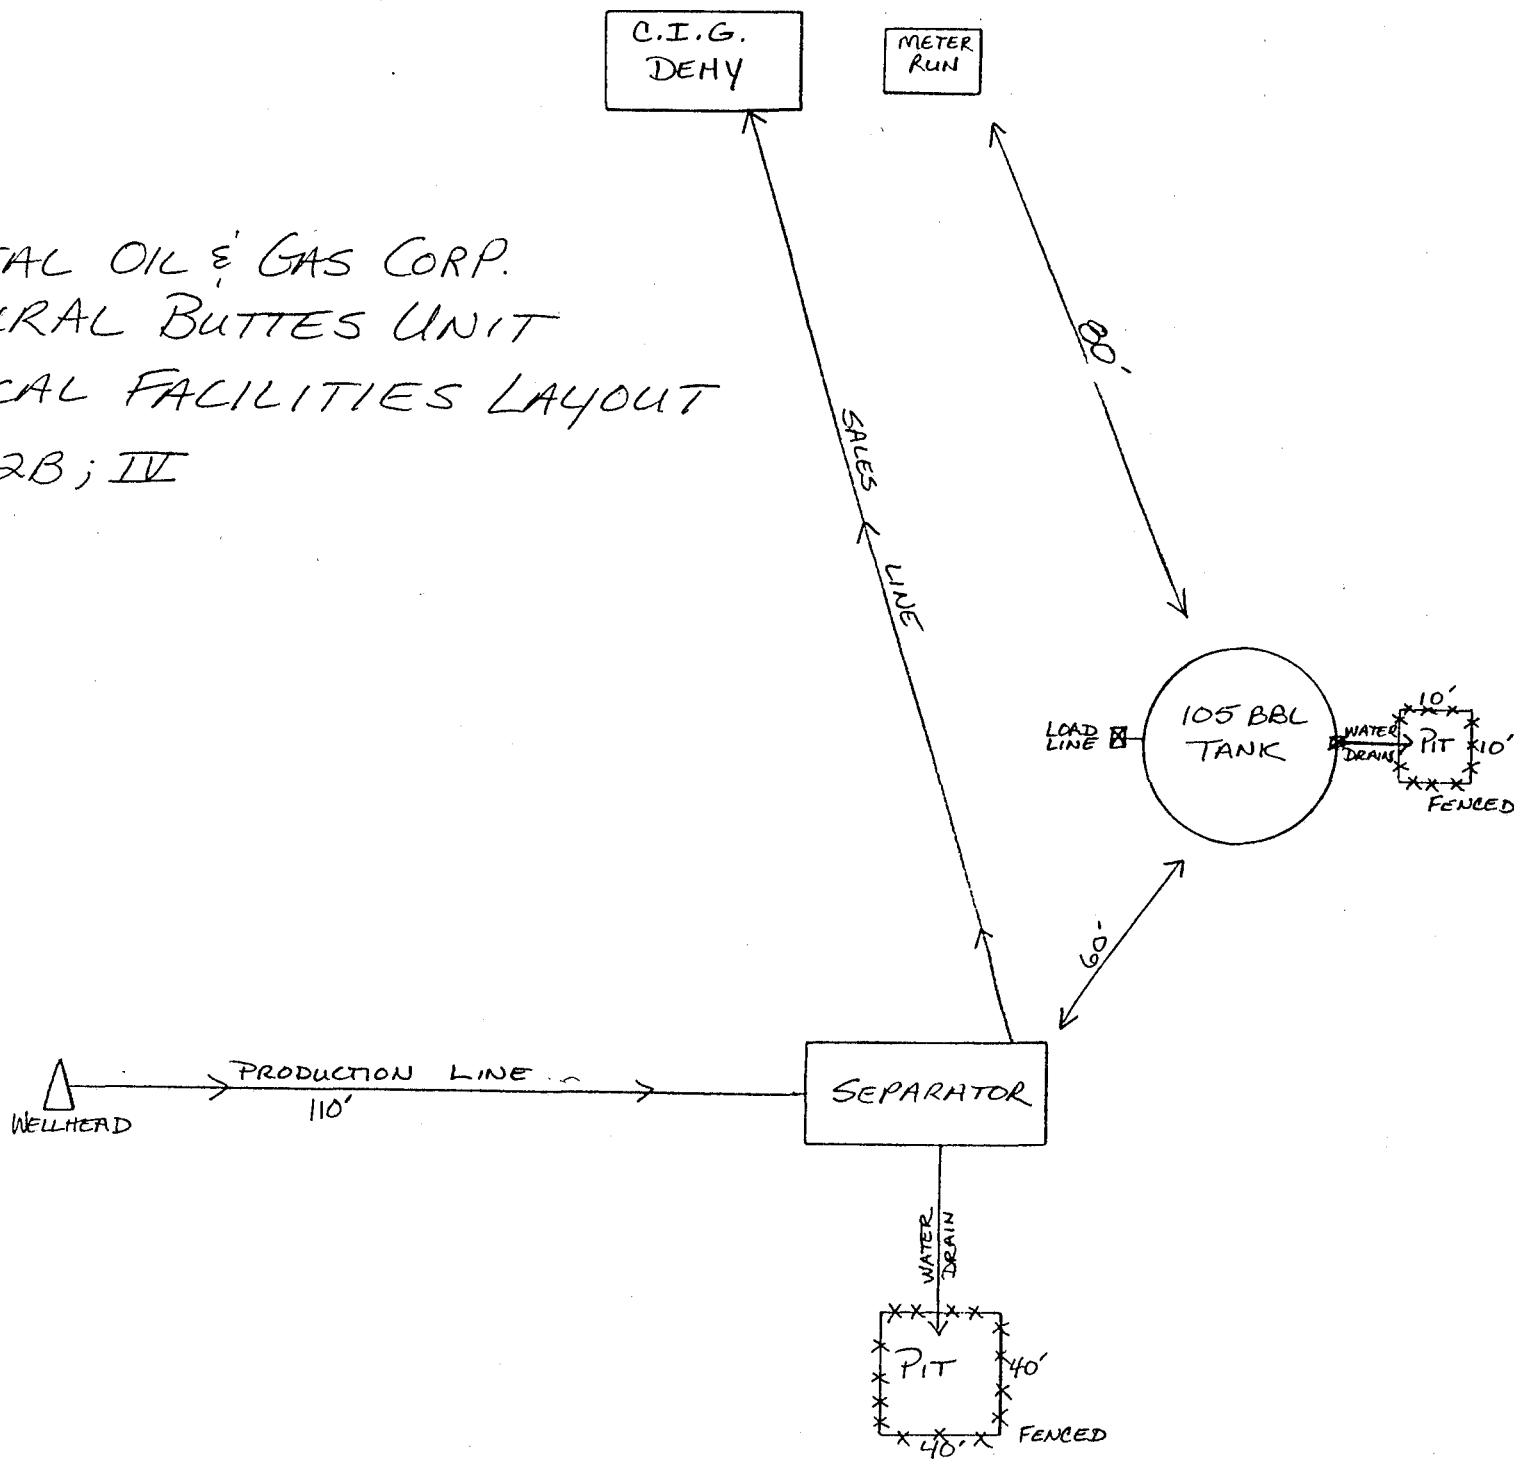 C.I.G.
DEHY
METER
RUN
TAL OIL & GAS CORP.
RAL BUTTES UNIT
CAL FACILITIES LAYOUT
2B; IV
80'
SALES LINE
105 BBL
TANK
LOAD
LINE
WATER
DRAIN
10'
PIT
10'
FENCED
60'
PRODUCTION LINE
110'
WELLHEAD
SEPARATOR
WATER
DRAIN
PIT
40'
40'
FENCED